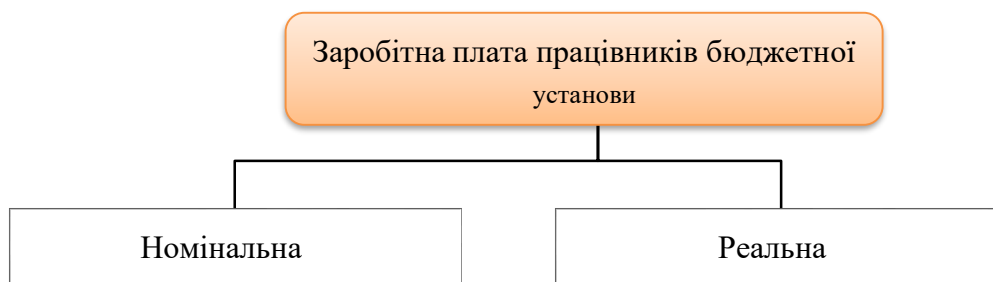 Заробітна плата працівників бюджетної
установи
Номінальна
Реальна